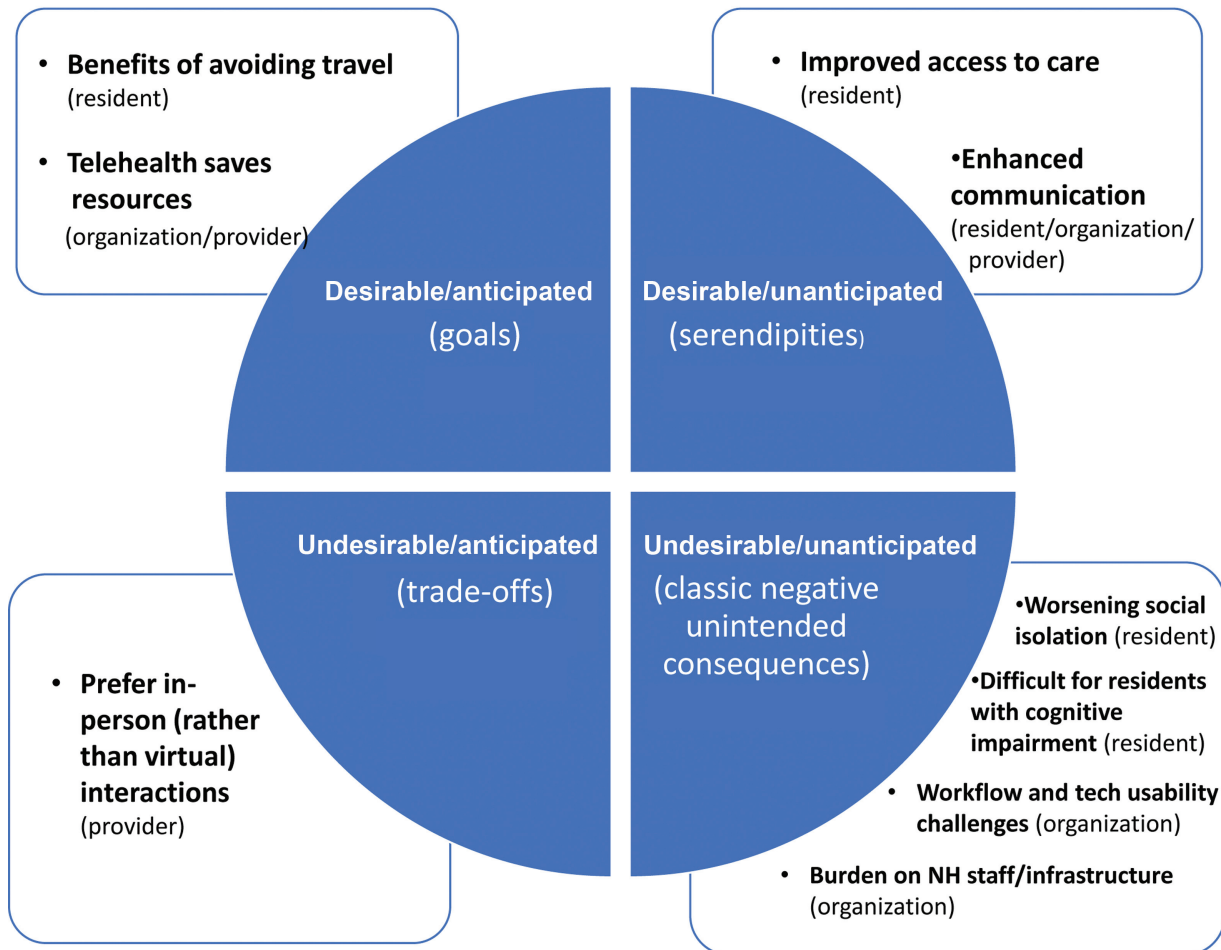 • Benefits of avoiding travel
(resident)
• Telehealth saves
resources
(organization/provider)
• Improved access to care
(resident)
•Enhanced
communication
(resident/organization/
provider)
Desirable/anticipated
(goals)
Desirable/unanticipated
(serendipities)
Undesirable/anticipated
(trade-offs)
Undesirable/unanticipated
(classic negative
unintended
consequences)
• Prefer in-
person (rather
than virtual)
interactions
(provider)
•Worsening social
isolation (resident)
•Difficult for residents
with cognitive
impairment (resident)
• Workflow and tech usability
challenges (organization)
• Burden on NH staff/infrastructure
(organization)